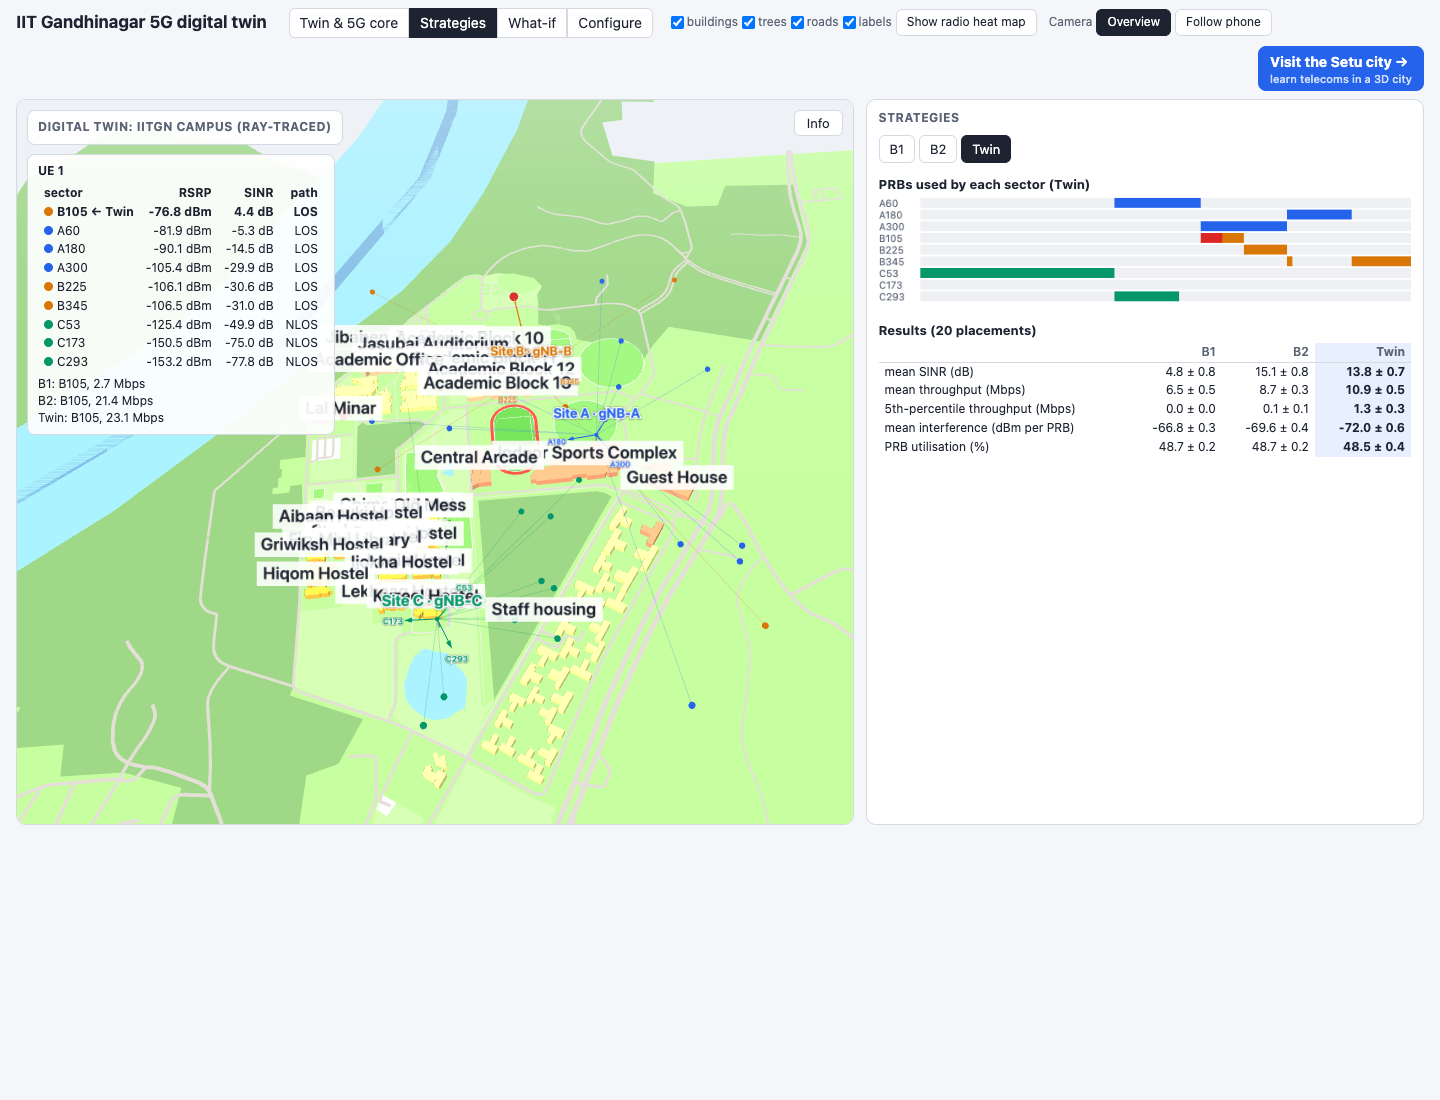 IIT Gandhinagar 5G digital twin
Twin & 5G core
Strategies
What-if
Configure
buildings
trees
roads
labels
Show radio heat map
Camera
Overview
Follow phone
Visit the Setu city →
learn telecoms in a 3D city
DIGITAL TWIN: IITGN CAMPUS (RAY-TRACED)
Info
UE 1
sector RSRP SINR path
B105 ← Twin -76.8 dBm 4.4 dB LOS
A60 -81.9 dBm -5.3 dB LOS
A180 -90.1 dBm -14.5 dB LOS
A300 -105.4 dBm -29.9 dB LOS
B225 -106.1 dBm -30.6 dB LOS
B345 -106.5 dBm -31.0 dB LOS
C53 -125.4 dBm -49.9 dB NLOS
C173 -150.5 dBm -75.0 dB NLOS
C293 -153.2 dBm -77.8 dB NLOS
B1: B105, 2.7 Mbps
B2: B105, 21.4 Mbps
Twin: B105, 23.1 Mbps
10
Jasubai Auditorium
Site B: gNB-B
Academic Block 12
Academic Block 13
B225
Lal Minar
Site A · gNB-A
A180
Central Arcade
Sports Complex
A300
Guest House
Mess
Aibaan Hostel
Griwiksh Hostel
Hostel
Hiqom Hostel
C53
Site C · gNB-C
Staff housing
C173
C293
STRATEGIES
B1
B2
Twin
PRBs used by each sector (Twin)
A60
A180
A300
B105
B225
B345
C53
C173
C293
Results (20 placements)
B1 B2 Twin
mean SINR (dB) 4.8 ± 0.8 15.1 ± 0.8 13.8 ± 0.7
mean throughput (Mbps) 6.5 ± 0.5 8.7 ± 0.3 10.9 ± 0.5
5th-percentile throughput (Mbps) 0.0 ± 0.0 0.1 ± 0.1 1.3 ± 0.3
mean interference (dBm per PRB) -66.8 ± 0.3 -69.6 ± 0.4 -72.0 ± 0.6
PRB utilisation (%) 48.7 ± 0.2 48.7 ± 0.2 48.5 ± 0.4